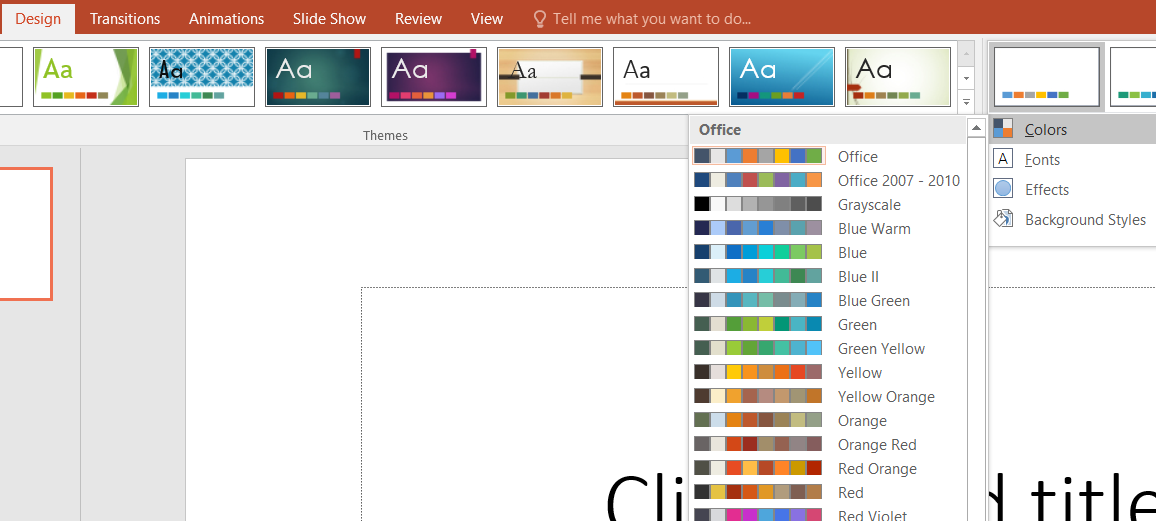 Design Transitions Animations Slide Show Review View Tell me what you want to do...
Aa Aa Aa Aa Aa Aa Aa Aa
Themes
Office
Office
Office 2007 - 2010
Grayscale
Blue Warm
Blue
Blue II
Blue Green
Green
Green Yellow
Yellow
Yellow Orange
Orange
Orange Red
Red Orange
Red
Red Violet
Colors
A Fonts
Effects
Background Styles
Cli d title